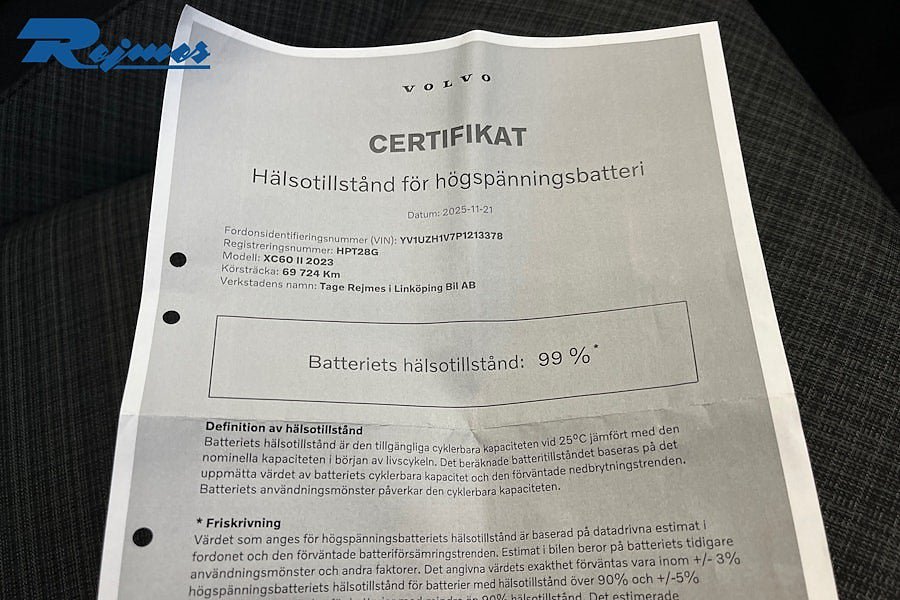 Rejmes
VOLVO
CERTIFIKAT
Hälsotillstånd för högspänningsbatteri
Datum: 2025-11-21
Fordonsidentifieringsnummer (VIN): YV1UZH1V7P1213378
Registreringsnummer: HPT28G
Modell: XC60 II 2023
Körsträcka: 69 724 Km
Verkstadens namn: Tage Rejmes i Linköping Bil AB
Batteriets hälsotillstånd: 99 %*
Definition av hälsotillstånd
Batteriets hälsotillstånd är den tillgängliga cyklerbara kapaciteten vid 25°C jämfört med den
nominella kapaciteten i början av livscykeln. Det beräknade batteritillståndet baseras på det
uppmätta värdet av batteriets cyklerbara kapacitet och den förväntade nedbrytningstrenden.
Batteriets användningsmönster påverkar den cyklerbara kapaciteten.
* Friskrivning
Värdet som anges för högspänningsbatteriets hälsotillstånd är baserad på datadrivna estimat i
fordonet och den förväntade batteriförsämringstrenden. Estimat i bilen beror på batteriets tidigare
användningsmönster och andra faktorer. Det angivna värdets exakthet förväntas vara inom +/- 3%
högspänningsbatteriets hälsotillstånd för batterier med hälsotillstånd över 90% och +/-5%
90% hälsotillstånd. Det estimerade